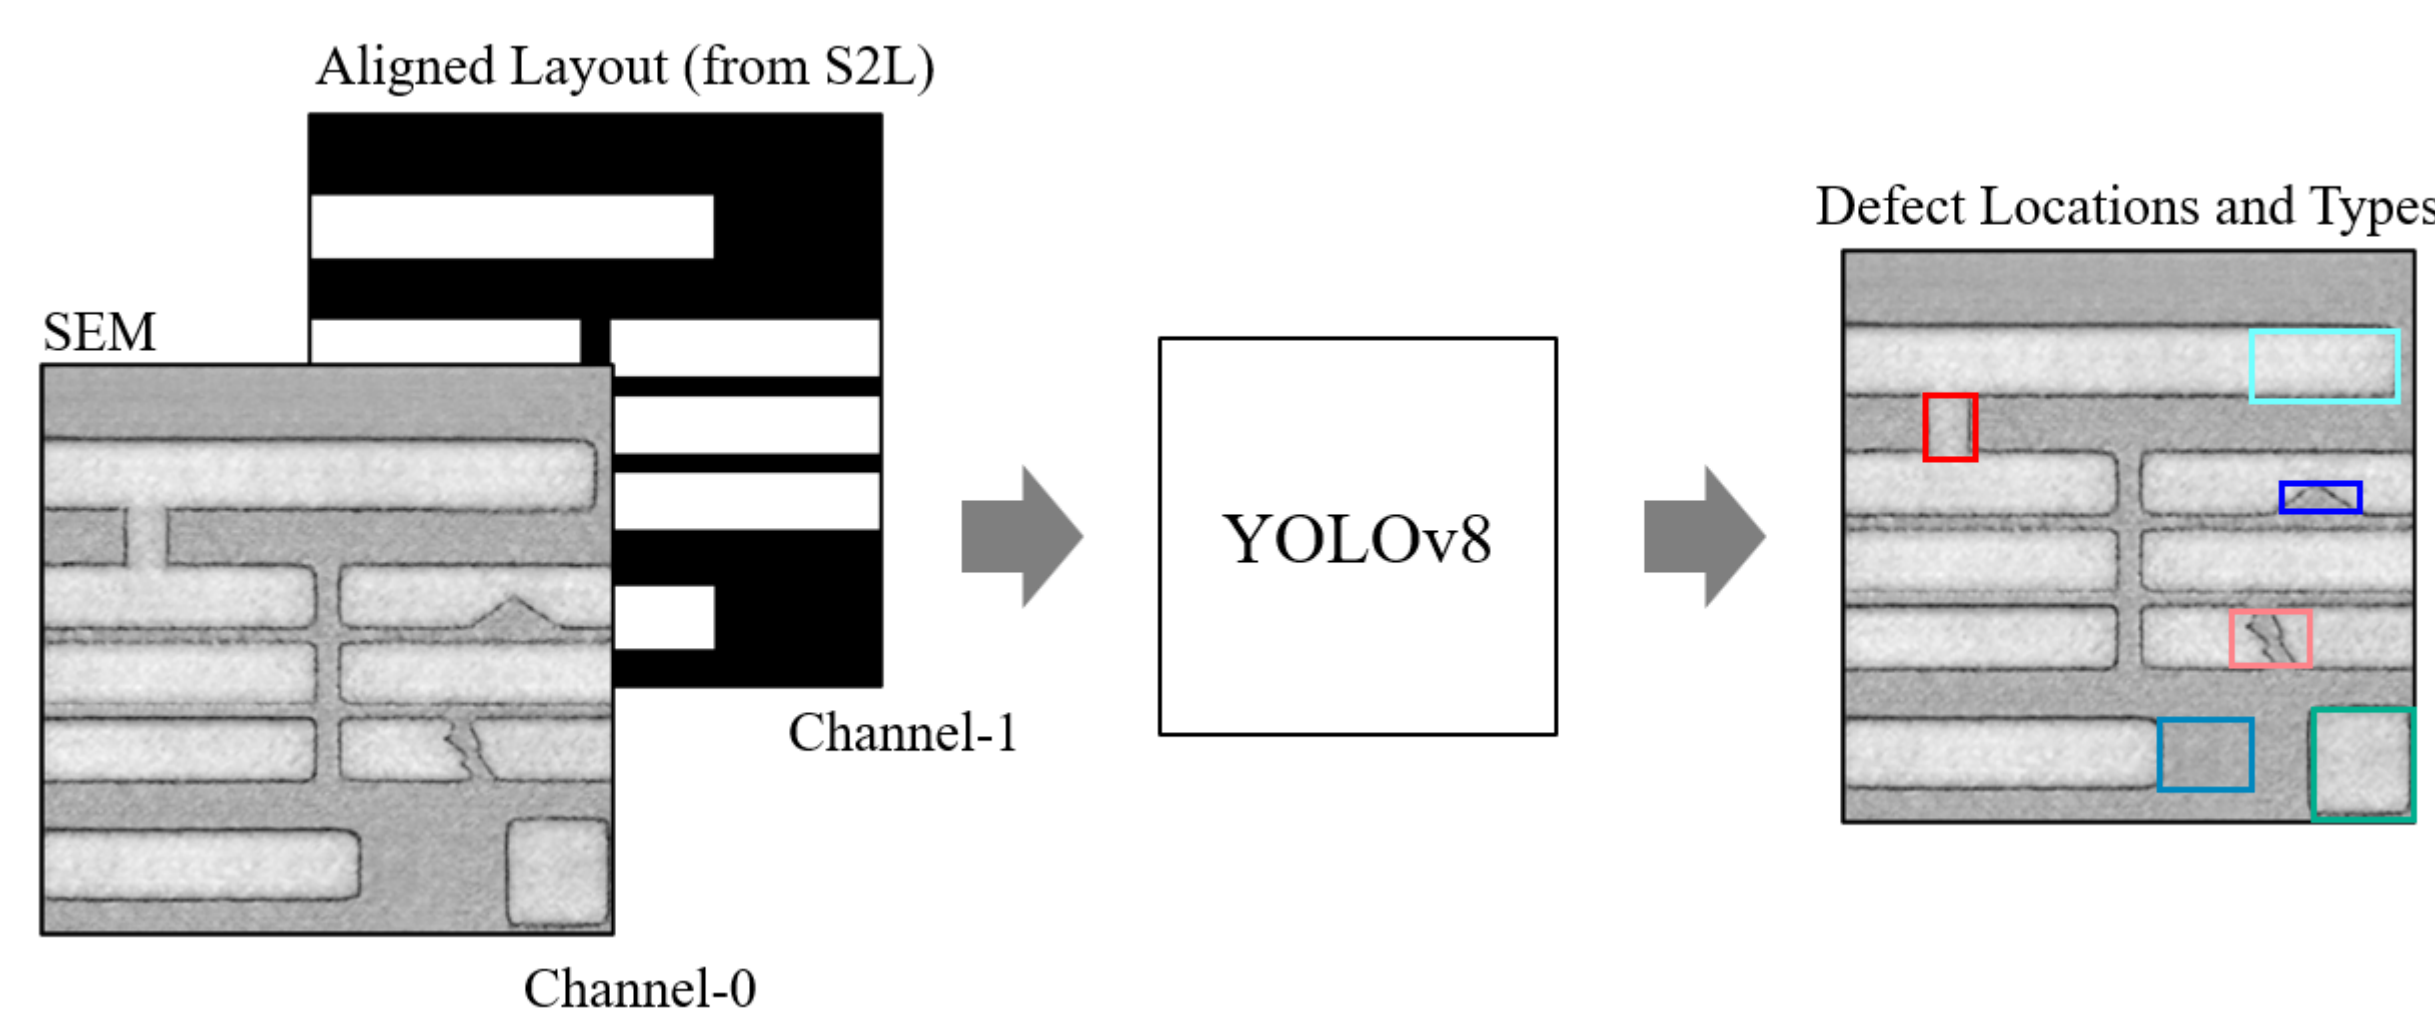 Aligned Layout (from S2L)
SEM
Channel-1
Channel-0
YOLOv8
Defect Locations and Types